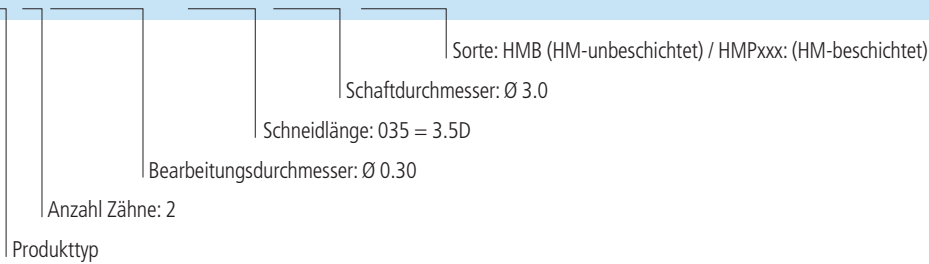 Sorte: HMB (HM-unbeschichtet) / HMPxxx: (HM-beschichtet)
Schaftdurchmesser: Ø 3.0
Schneidlänge: 035 = 3.5D
Bearbeitungsdurchmesser: Ø 0.30
Anzahl Zähne: 2
Produkttyp